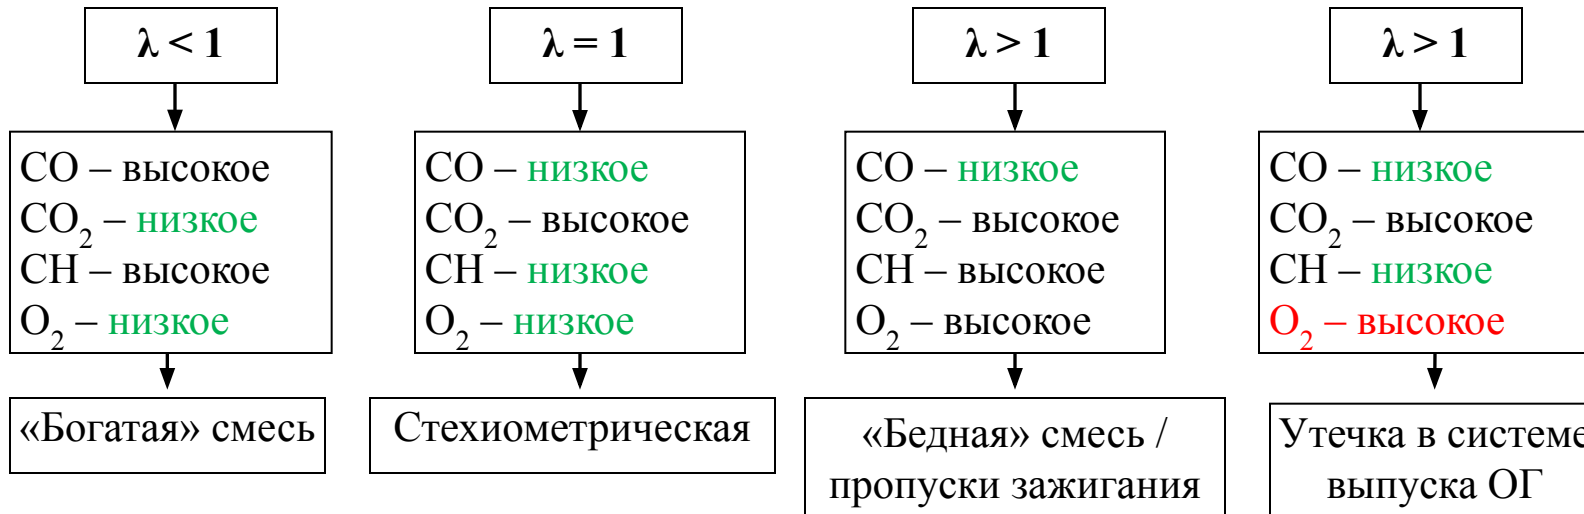 λ < 1
CO – высокое
CO₂ – низкое
CH – высокое
O₂ – низкое
«Богатая» смесь
λ = 1
CO – низкое
CO₂ – высокое
CH – низкое
O₂ – низкое
Стехиометрическая
λ > 1
CO – низкое
CO₂ – высокое
CH – высокое
O₂ – высокое
«Бедная» смесь /
пропуски зажигания
λ > 1
CO – низкое
CO₂ – высокое
CH – низкое
O₂ – высокое
Утечка в системе
выпуска ОГ